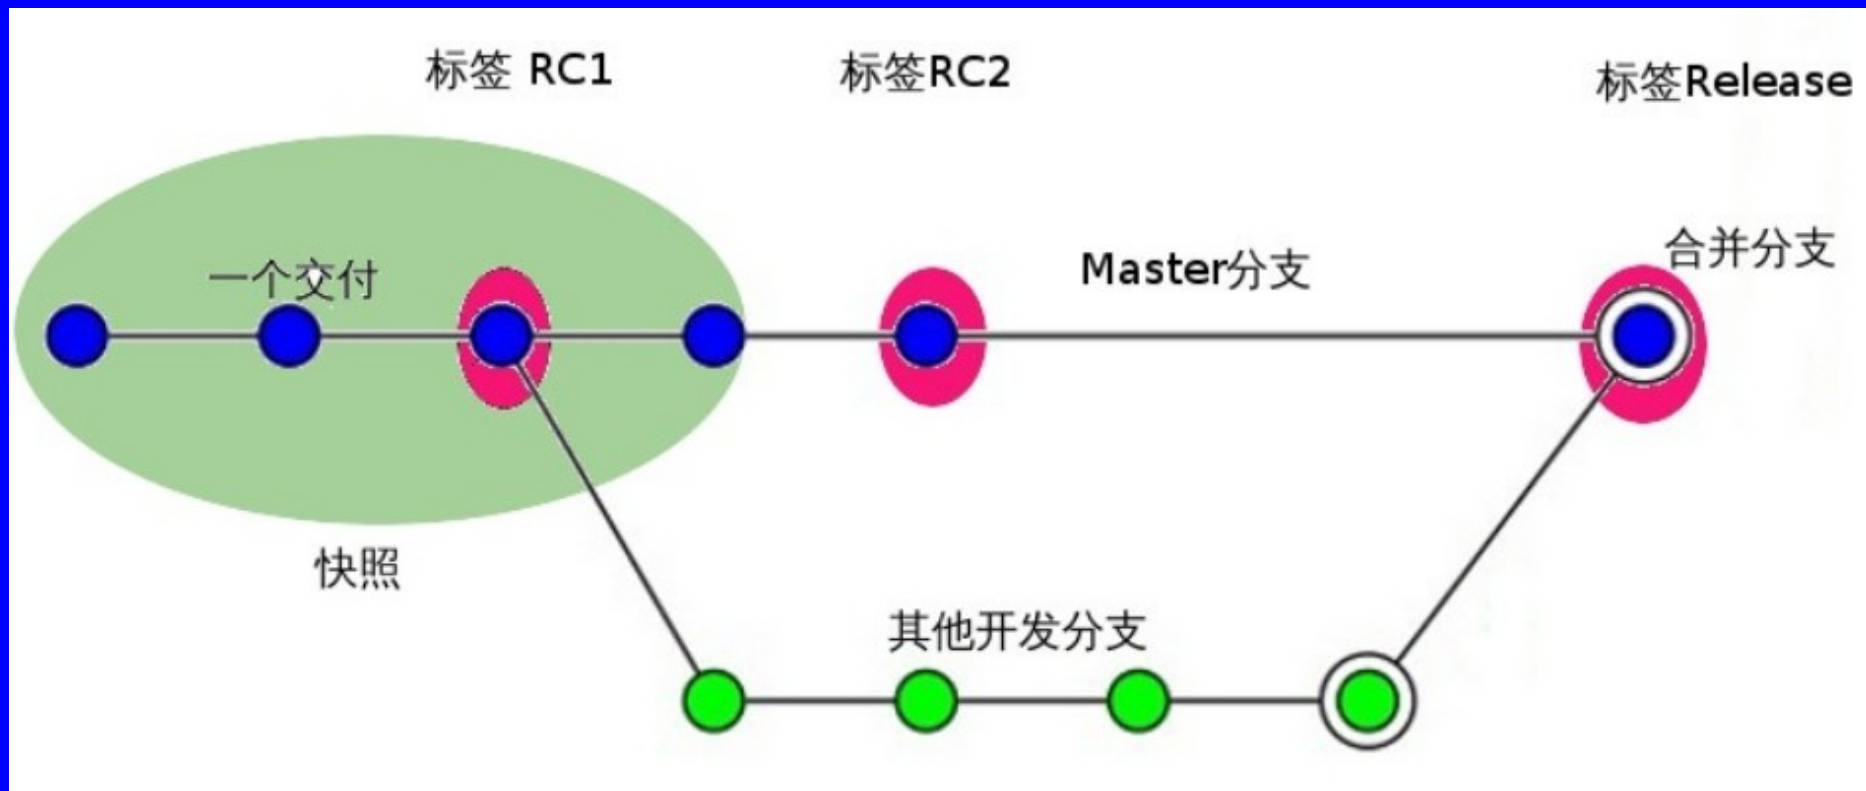 标签 RC1
标签RC2
标签Release
合并分支
Master分支
一个交付
快照
其他开发分支